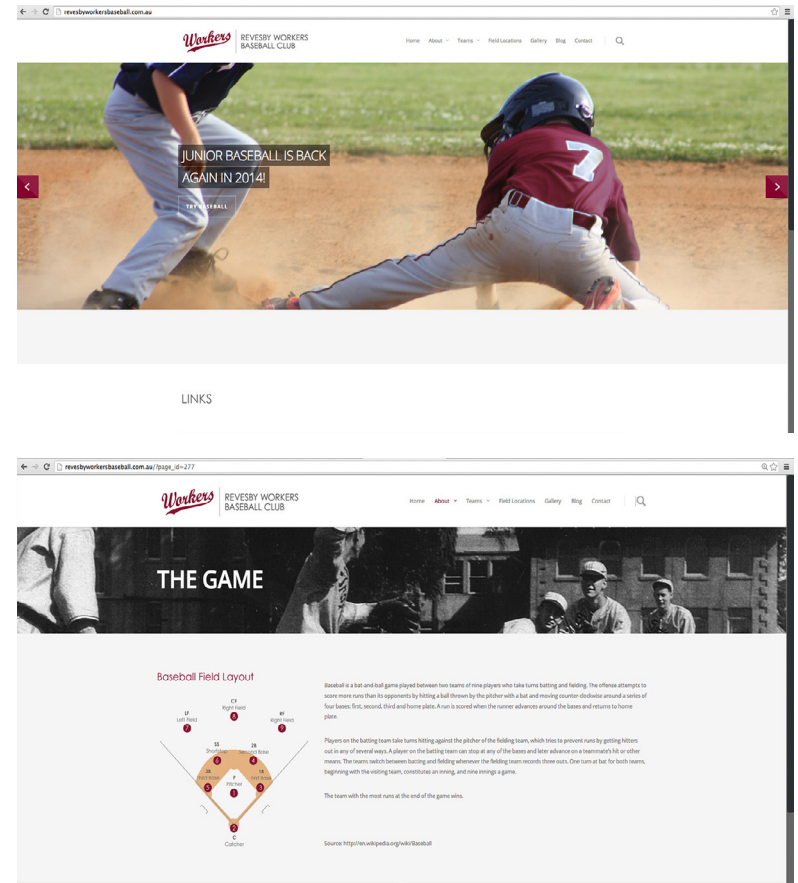 revesbyworkersbaseball.com.au
Workers
REVESBY WORKERS
BASEBALL CLUB
Home About Teams Field Locations Gallery Blog Contact
JUNIOR BASEBALL IS BACK
AGAIN IN 2014!
TRY BASEBALL
7
LINKS
revesbyworkersbaseball.com.au/?page_id=277
Workers
REVESBY WORKERS
BASEBALL CLUB
Home About Teams Field Locations Gallery Blog Contact
THE GAME
Baseball Field Layout
CF
Right Field
8
LF
Left Field
7
RF
Right Field
9
SS
Shortstop
6
2B
Second Base
4
3B
5
P
Pitcher
1
1B
First Base
3
2
C
Catcher
Baseball is a bat-and-ball game played between two teams of nine players who take turns batting and fielding. The offense attempts to
score more runs than its opponents by hitting a ball thrown by the pitcher with a bat and moving counter-clockwise around a series of
four bases: first, second, third and home plate. A run is scored when the runner advances around the bases and returns to home
plate.
Players on the batting team take turns hitting against the pitcher of the fielding team, which tries to prevent runs by getting hitters
out in any of several ways. A player on the batting team can stop at any of the bases and later advance on a teammate's hit or other
means. The teams switch between batting and fielding whenever the fielding team records three outs. One turn at bat for both teams,
beginning with the visiting team, constitutes an inning, and nine innings a game.
The team with the most runs at the end of the game wins.
Source: http://en.wikipedia.org/wiki/Baseball